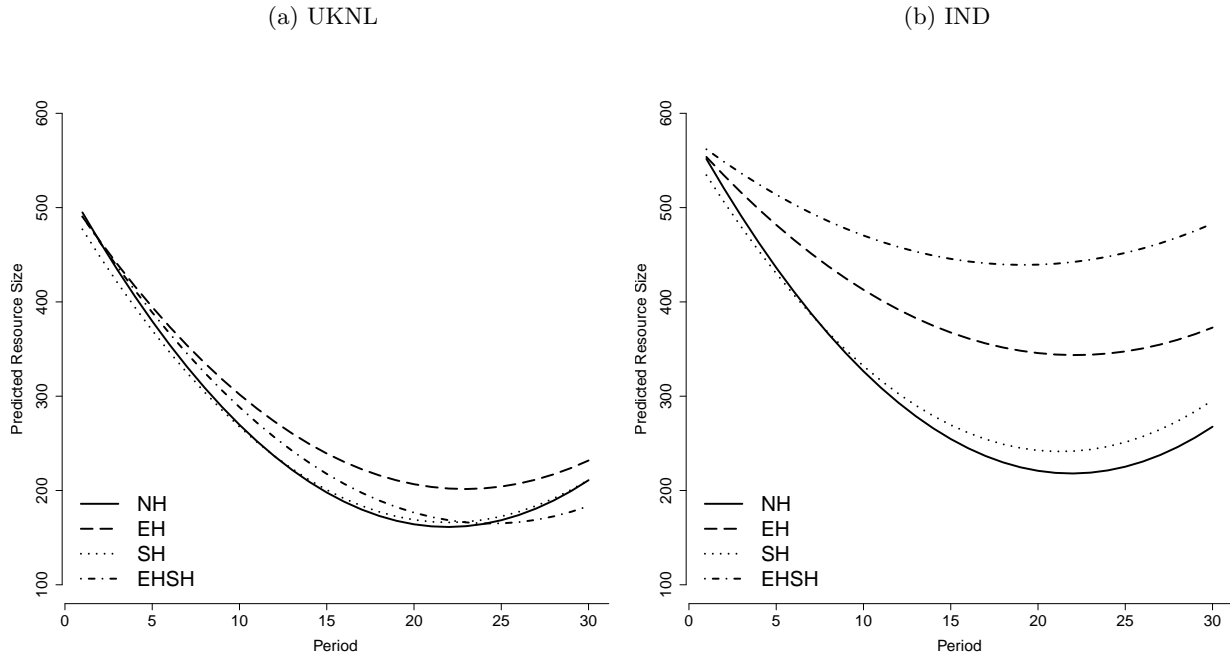 (a) UKNL
Predicted Resource Size
600
500
400
300
200
100
NH
EH
SH
EHSH
0 5 10 15 20 25 30
Period
(b) IND
Predicted Resource Size
600
500
400
300
200
100
NH
EH
SH
EHSH
0 5 10 15 20 25 30
Period